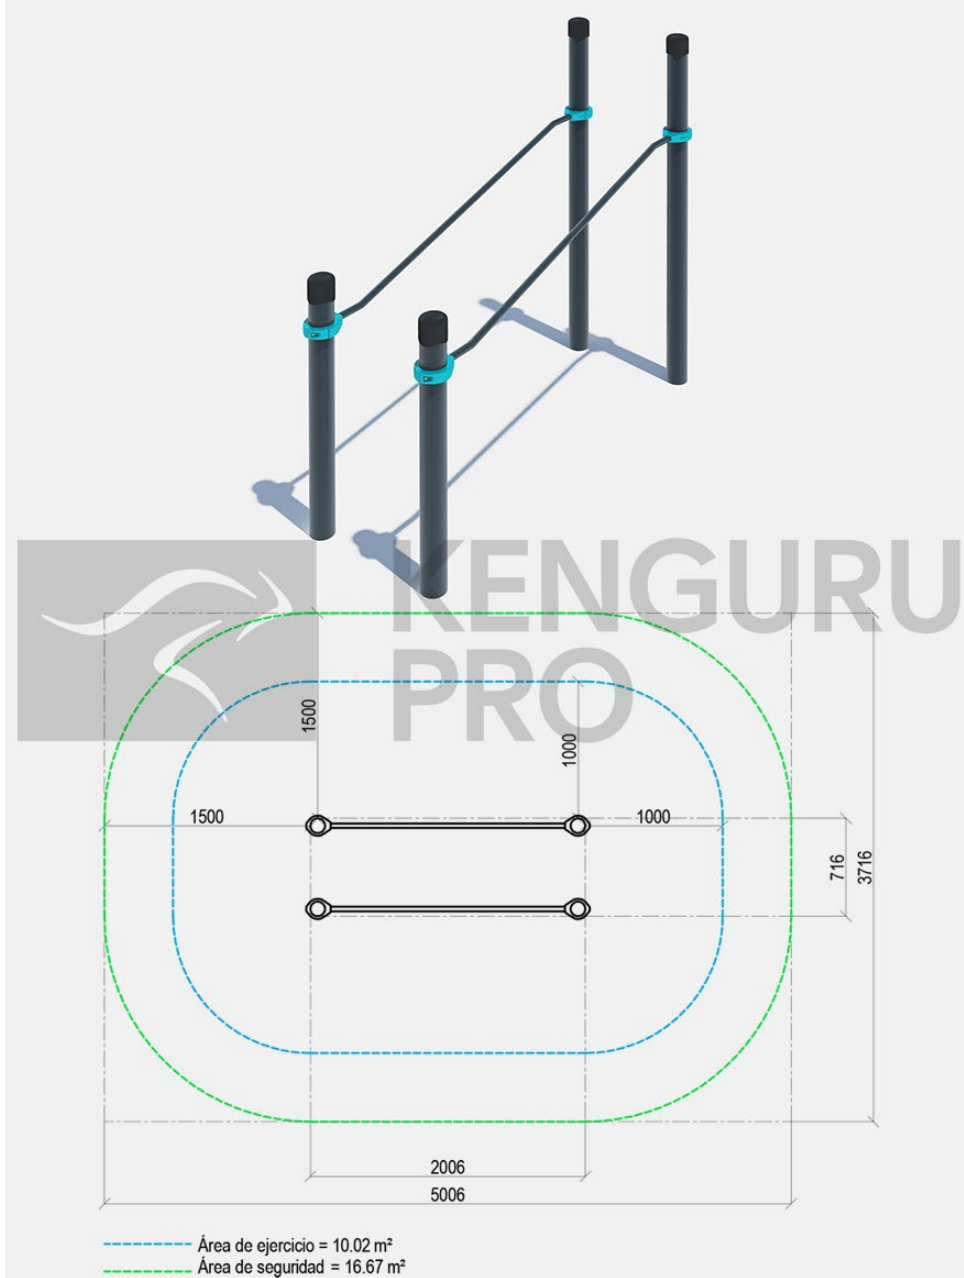 KENGURU
PRO
1500
1000
1500
1000
716
3716
2006
5006
Área de ejercicio = 10.02 m²
Área de seguridad = 16.67 m²